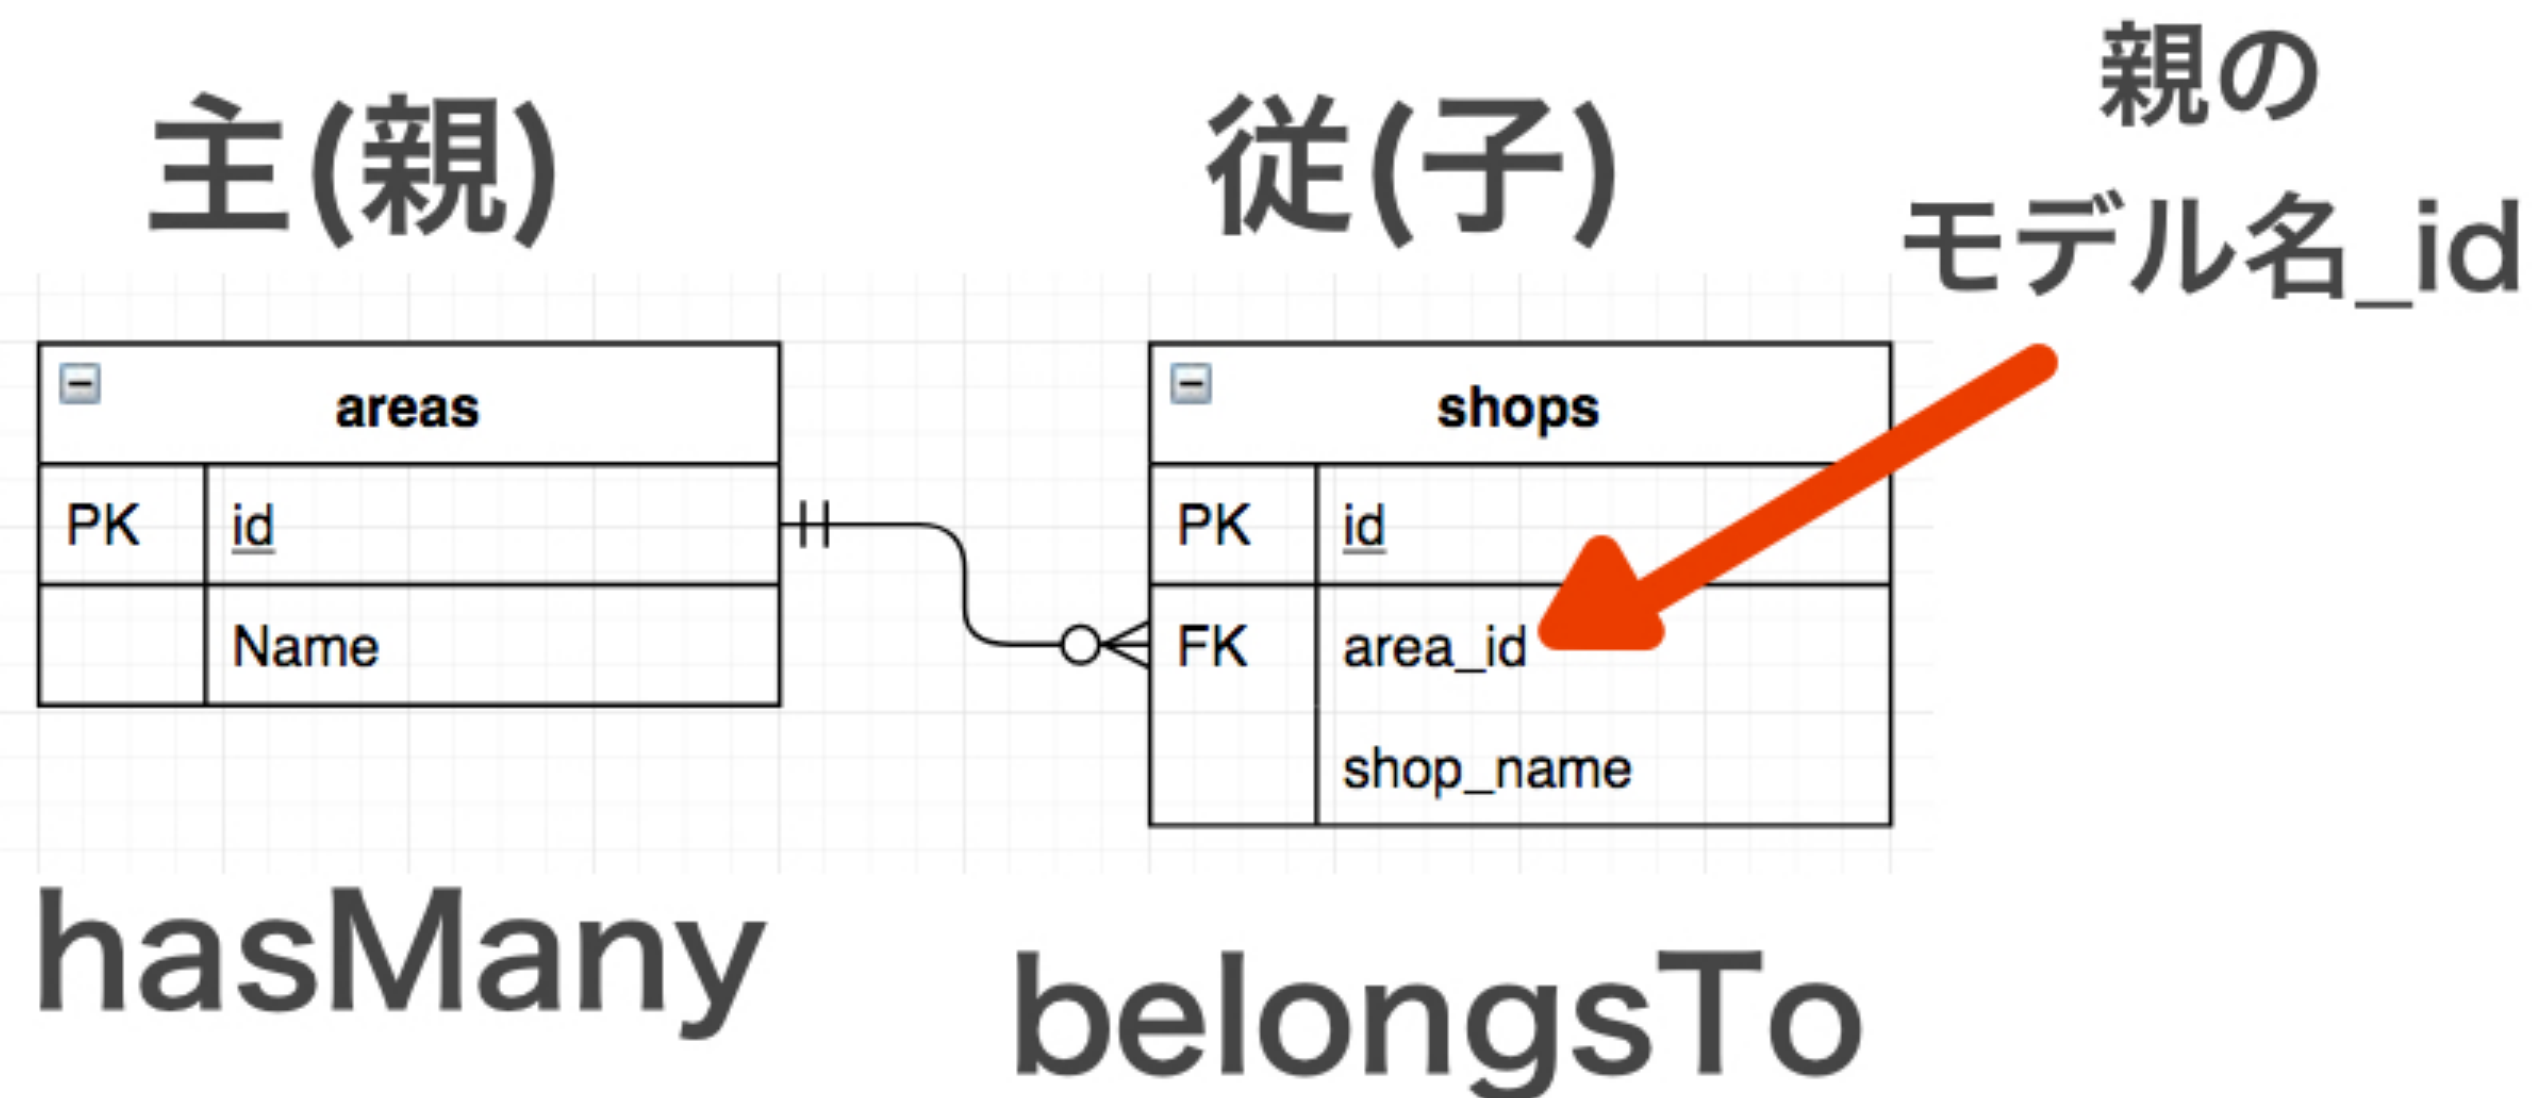 主(親)
従(子)
親の
モデル名_id
areas
PK id
Name
shops
PK id
FK area_id
shop_name
hasMany
belongsTo